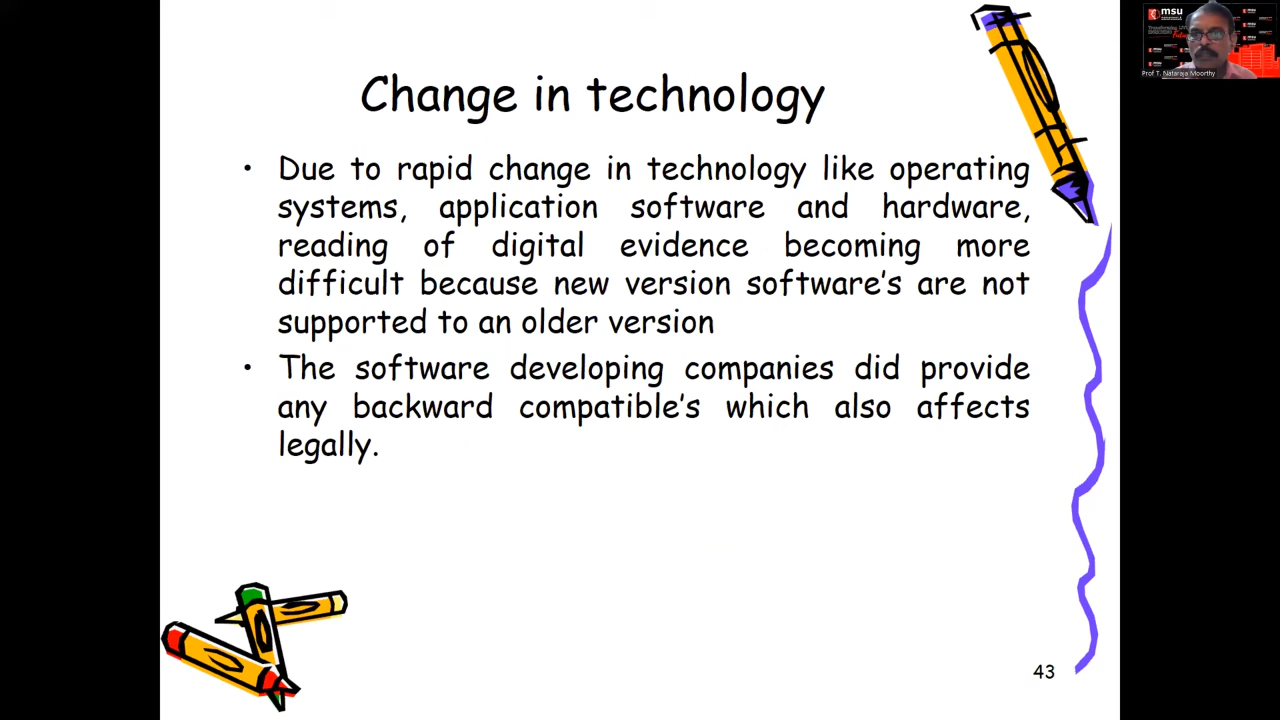 Change in technology
• Due to rapid change in technology like operating
systems, application software and hardware,
reading of digital evidence becoming more
difficult because new version software's are not
supported to an older version
• The software developing companies did provide
any backward compatible's which also affects
legally.
43
msu
Prof T. Nataraja Moorthy